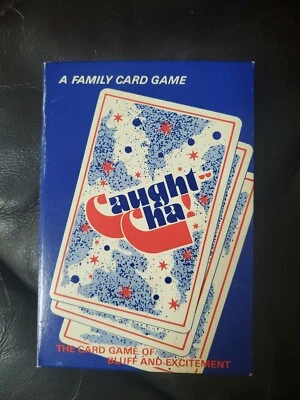 A FAMILY CARD GAME
Caught
Cha!
THE CARD GAME OF
BLUFF AND EXCITEMENT